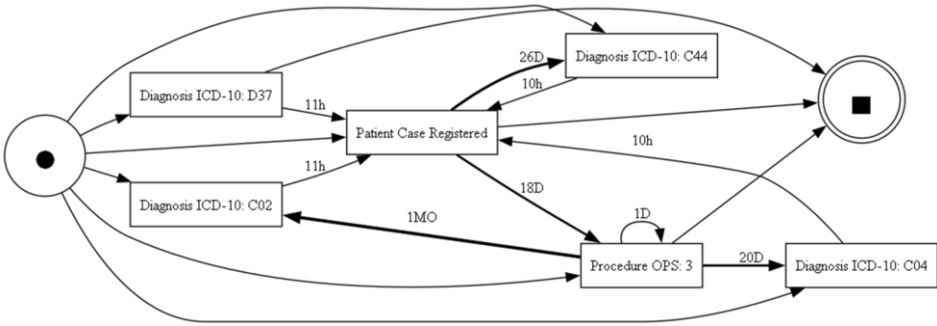 26D
Diagnosis ICD-10: C44
10h
Diagnosis ICD-10: D37
11h
Patient Case Registered
10h
11h
Diagnosis ICD-10: C02
18D
1MO
1D
Procedure OPS: 3
20D
Diagnosis ICD-10: C04